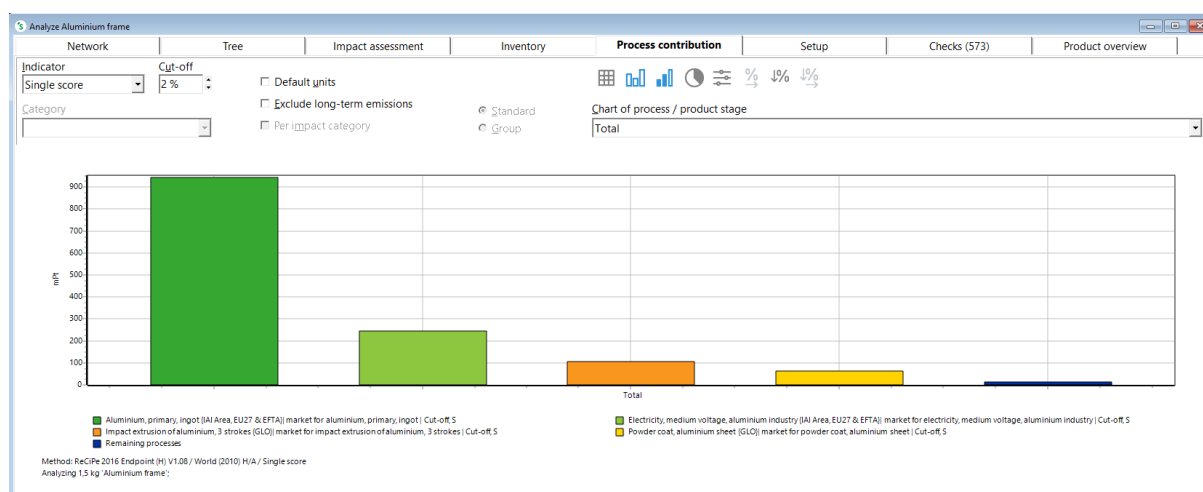 Analyze Aluminium frame
Network Tree Impact assessment Inventory Process contribution Setup Checks (573) Product overview
Indicator Cut-off
Single score 2 % Default units
Exclude long-term emissions Standard Chart of process / product stage
Category Per impact category Group Total
900
800
700
600
500
400
300
200
100
0
mPt
Total
Aluminium, primary, ingot {IAI Area, EU27 & EFTA}| market for aluminium, primary, ingot | Cut-off, S Electricity, medium voltage, aluminium industry {IAI Area, EU27 & EFTA}| market for electricity, medium voltage, aluminium industry | Cut-off, S
Impact extrusion of aluminium, 3 strokes {GLO}| market for impact extrusion of aluminium, 3 strokes | Cut-off, S Powder coat, aluminium sheet {GLO}| market for powder coat, aluminium sheet | Cut-off, S
Remaining processes
Method: ReCiPe 2016 Endpoint (H) V1.08 / World (2010) H/A / Single score
Analyzing 1,5 kg 'Aluminium frame';